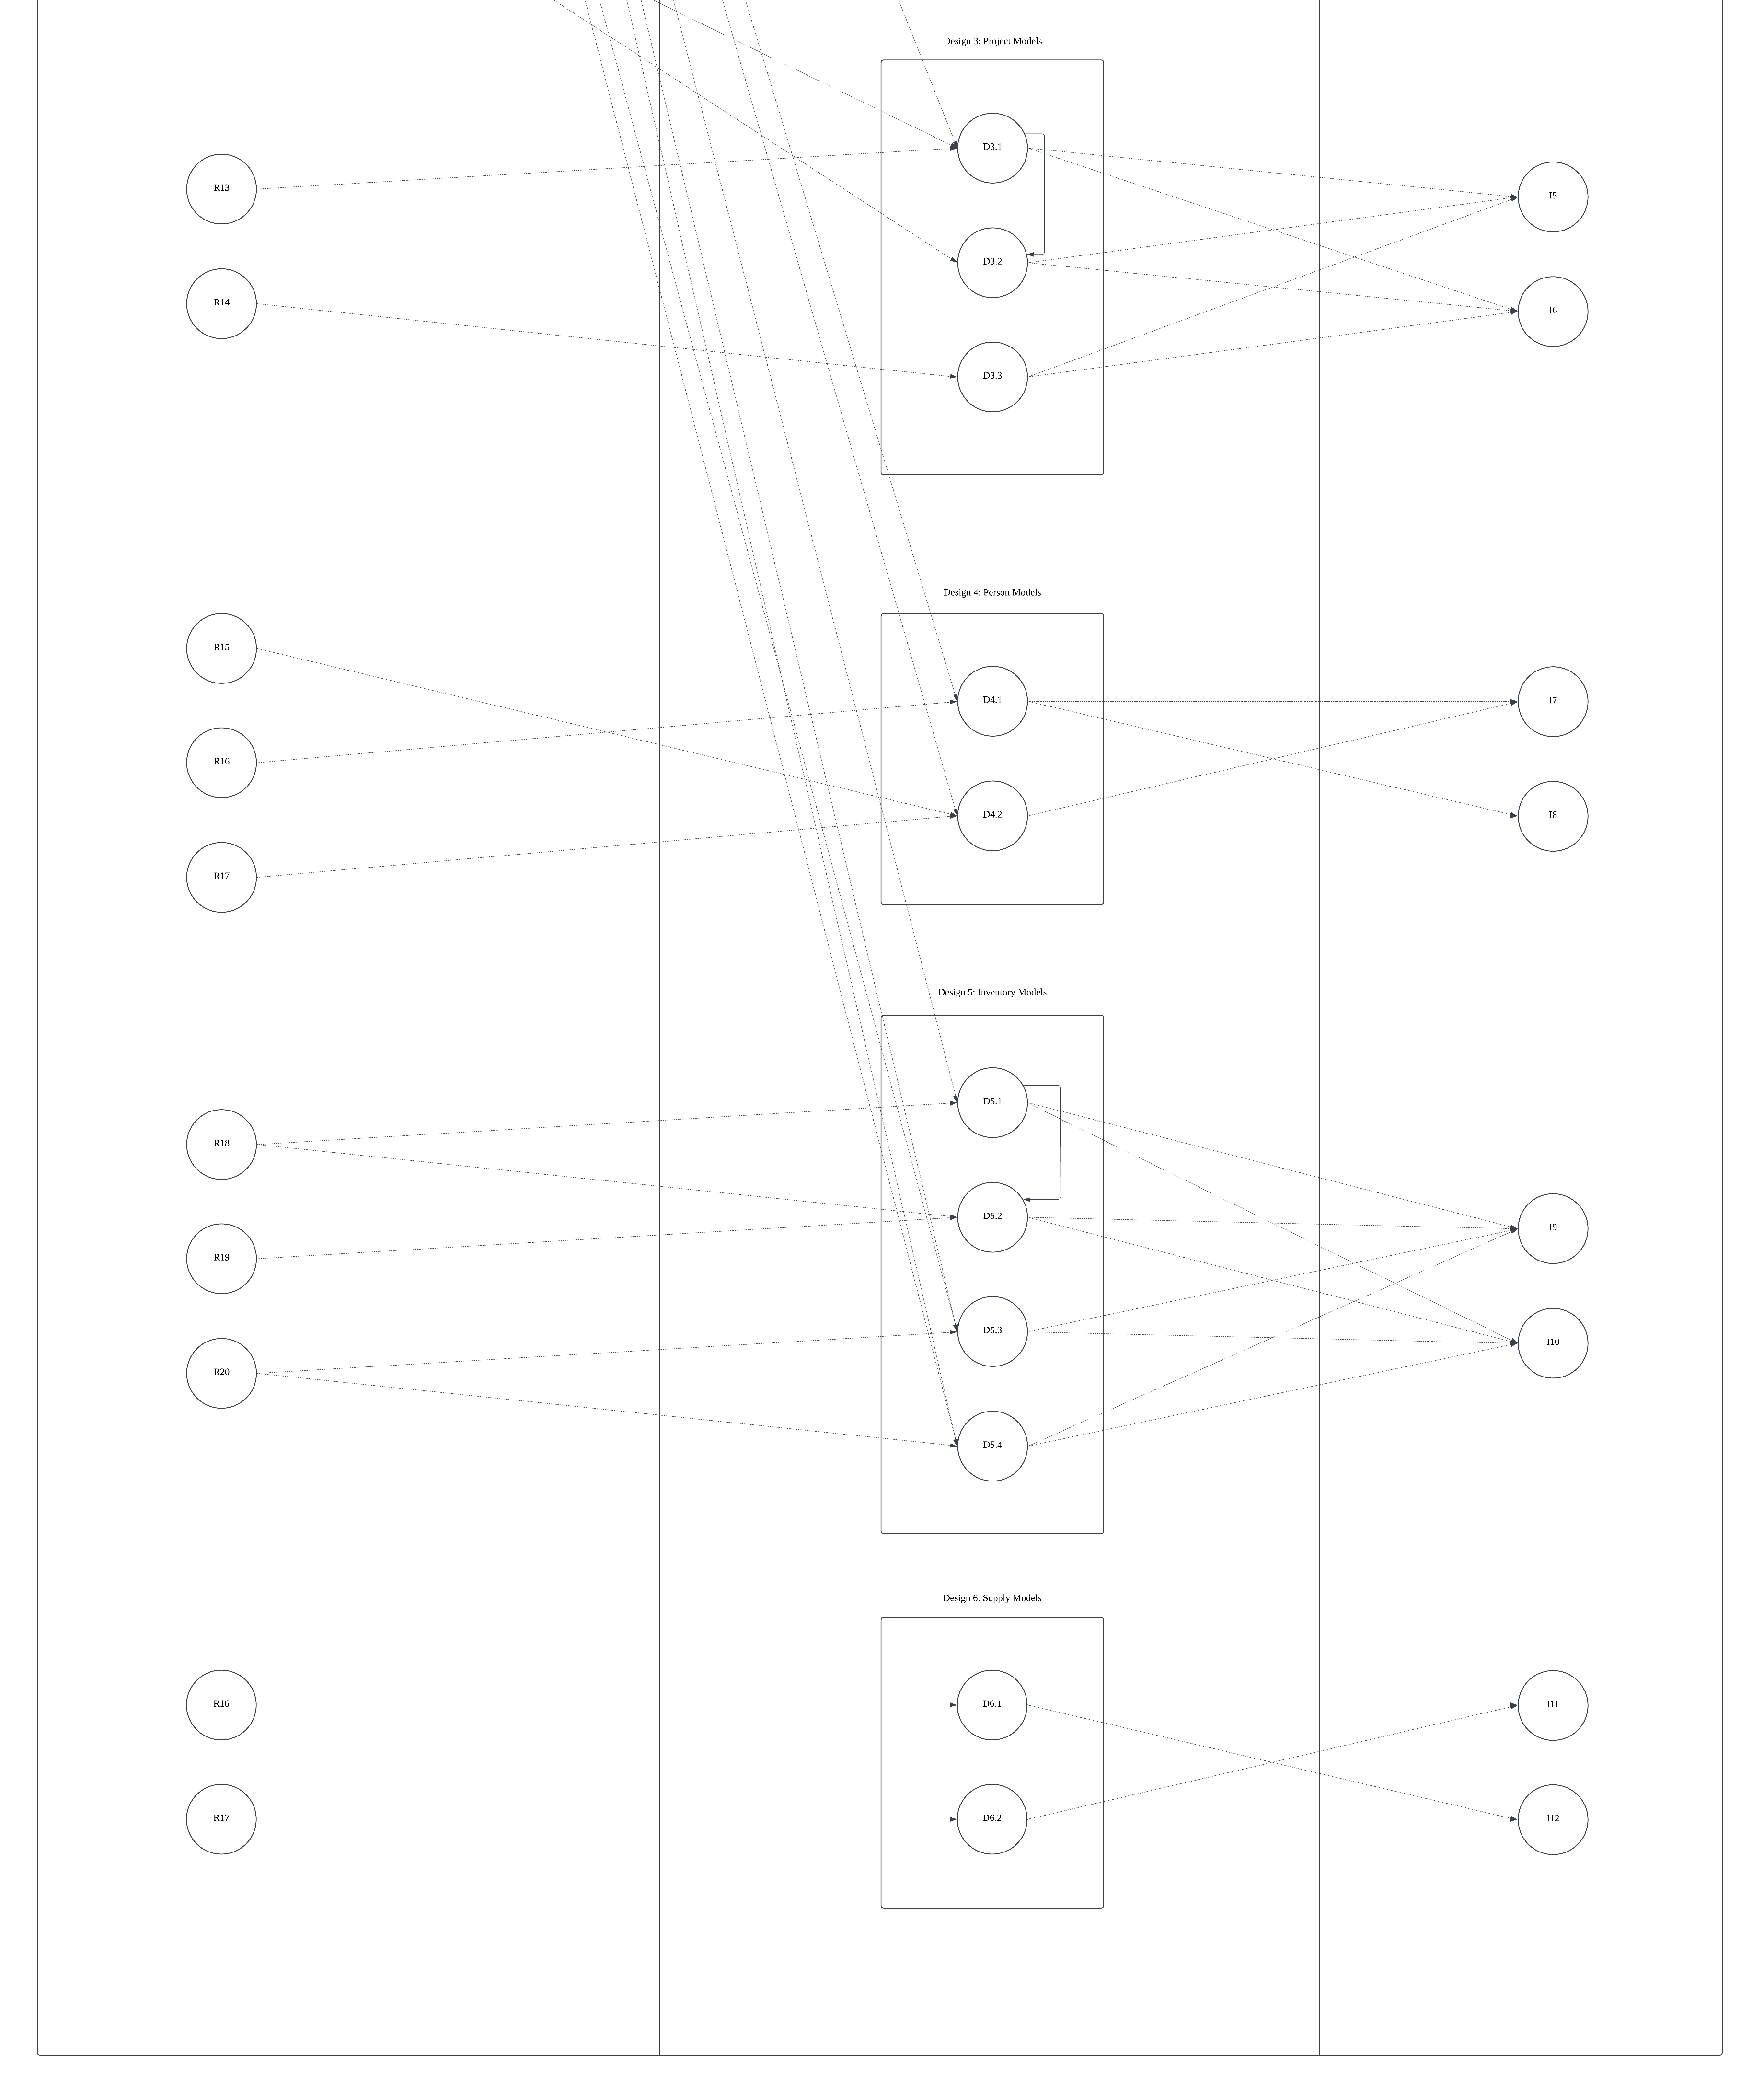 Design 3: Project Models
D3.1
R13
I5
D3.2
R14
I6
D3.3
Design 4: Person Models
R15
D4.1
I7
R16
D4.2
I8
R17
Design 5: Inventory Models
D5.1
R18
D5.2
I9
R19
D5.3
I10
R20
D5.4
Design 6: Supply Models
R16
D6.1
I11
R17
D6.2
I12